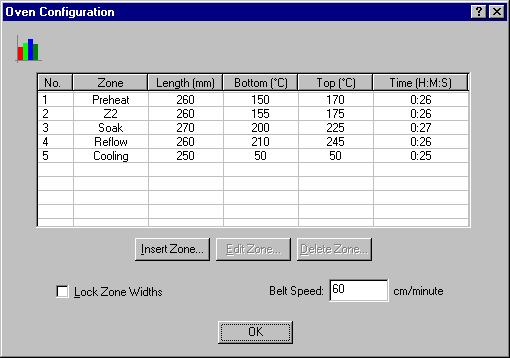 Oven Configuration
No. Zone Length (mm) Bottom (°C) Top (°C) Time (H:M:S)
1 Preheat 260 150 170 0:26
2 Z2 260 155 175 0:26
3 Soak 270 200 225 0:27
4 Reflow 260 210 245 0:26
5 Cooling 250 50 50 0:25
Insert Zone... Edit Zone... Delete Zone...
Lock Zone Widths Belt Speed: 60 cm/minute
OK